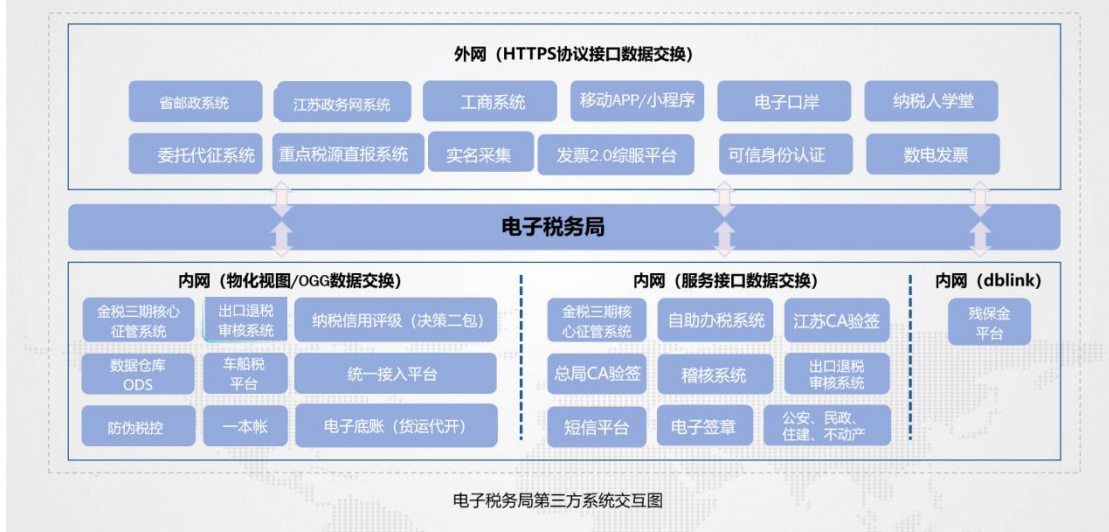 外网（HTTPS协议接口数据交换）
省邮政系统
江苏政务网系统
工商系统
移动APP/小程序
电子口岸
纳税人学堂
委托代征系统
重点税源直报系统
实名采集
发票2.0综服平台
可信身份认证
数电发票
电子税务局
内网（物化视图/OGG数据交换）
金税三期核心
征管系统
出口退税
审核系统
纳税信用评级（决策二包）
数据仓库
ODS
车船税
平台
统一接入平台
防伪税控
一本帐
电子底账（货运代开）
内网（服务接口数据交换）
金税三期核
心征管系统
自助办税系统
江苏CA验签
总局CA验签
稽核系统
出口退税
审核系统
短信平台
电子签章
公安、民政、
住建、不动产
内网（dblink）
残保金
平台
电子税务局第三方系统交互图